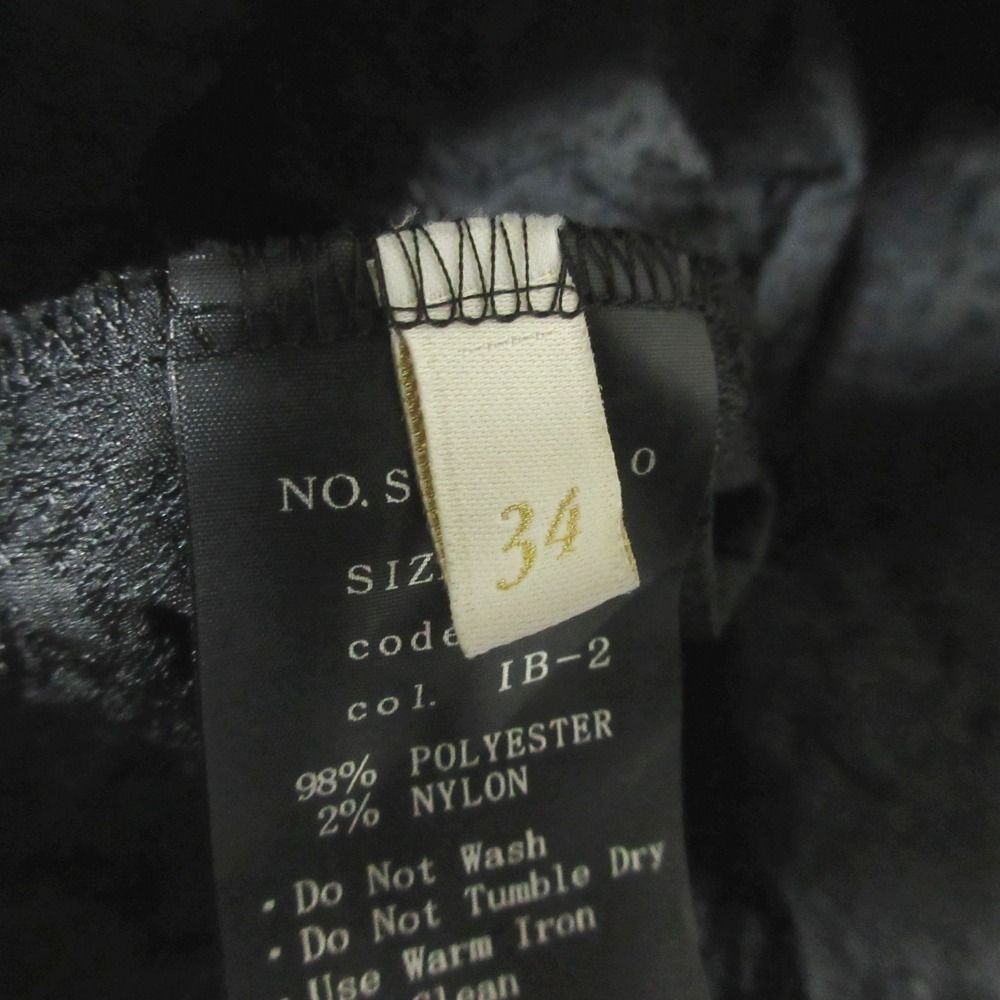 34
NO. S O
SIZ
code
col. IB-2
98% POLYESTER
2% NYLON
· Do Not Wash
· Do Not Tumble Dry
· Use Warm Iron
Clean